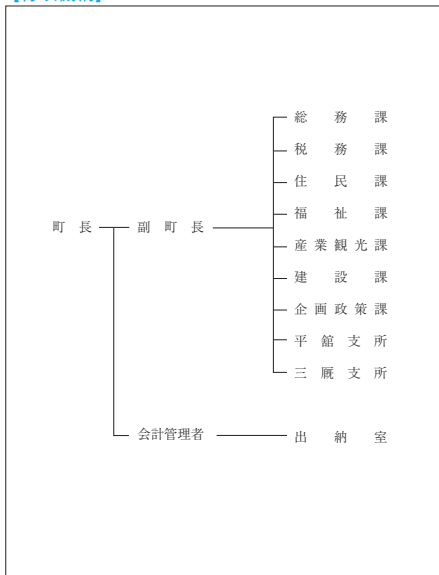 総務課
税務課
住民課
福祉課
町長 副町長
産業観光課
建設課
企画政策課
平舘支所
三厩支所
会計管理者 出納室